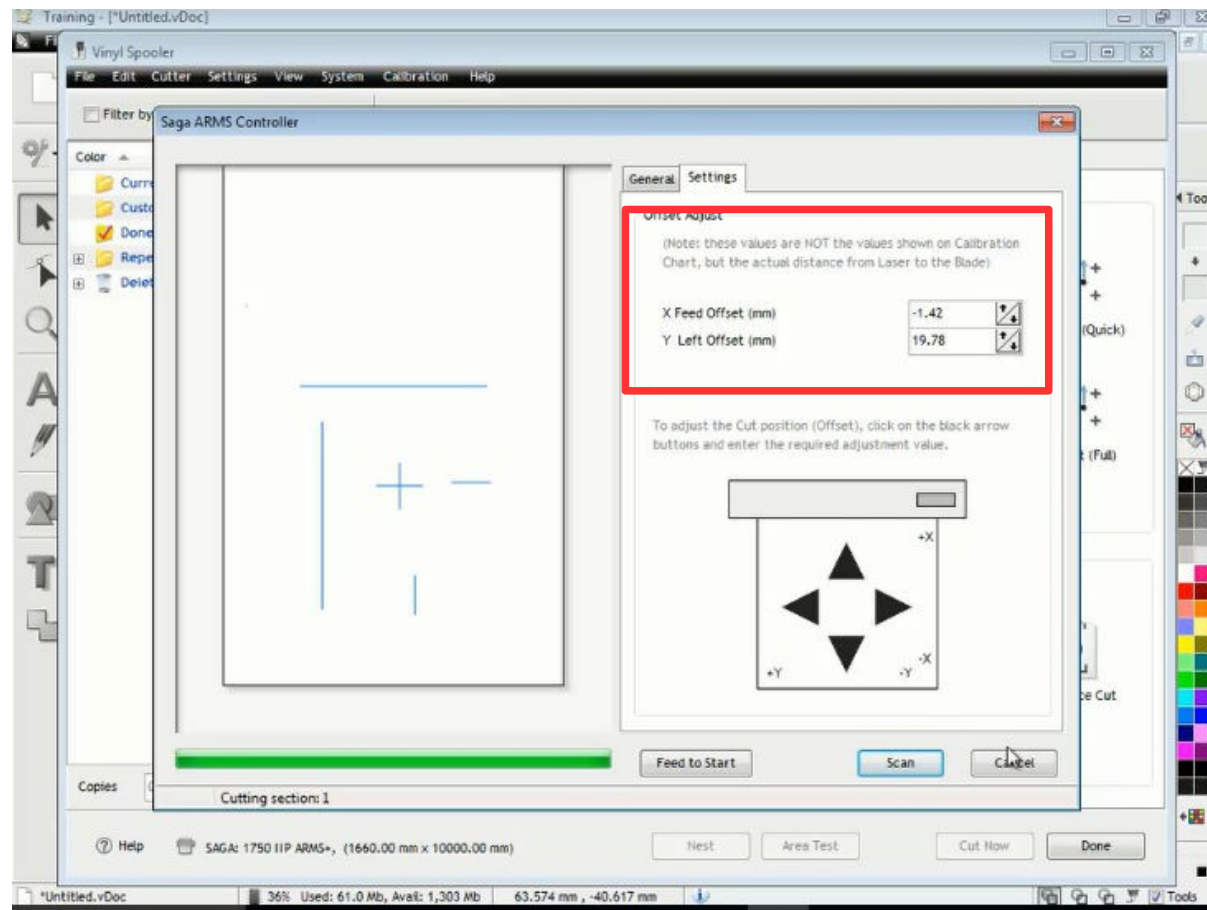 Training - [*Untitled.vDoc]
Vinyl Spooler
File Edit Cutter Settings View System Calibration Help
Filter by
Saga ARMS Controller
Color
General Settings
Offset Adjust
(Note: these values are NOT the values shown on Calibration
Chart, but the actual distance from Laser to the Blade)
X Feed Offset (mm) -1.42
Y Left Offset (mm) 19.78
(Quick)
To adjust the Cut position (Offset), click on the black arrow
buttons and enter the required adjustment value.
(Full)
+X
+Y -Y -X
Feed to Start Scan Cancel
Copies
Cutting section: 1
Help SAGA: 1750 IIP ARMS+, (1660.00 mm x 10000.00 mm) Nest Area Test Cut Now Done
*Untitled.vDoc 36% Used: 61.0 Mb, Avail: 1,303 Mb 63.574 mm , -40.617 mm Tools